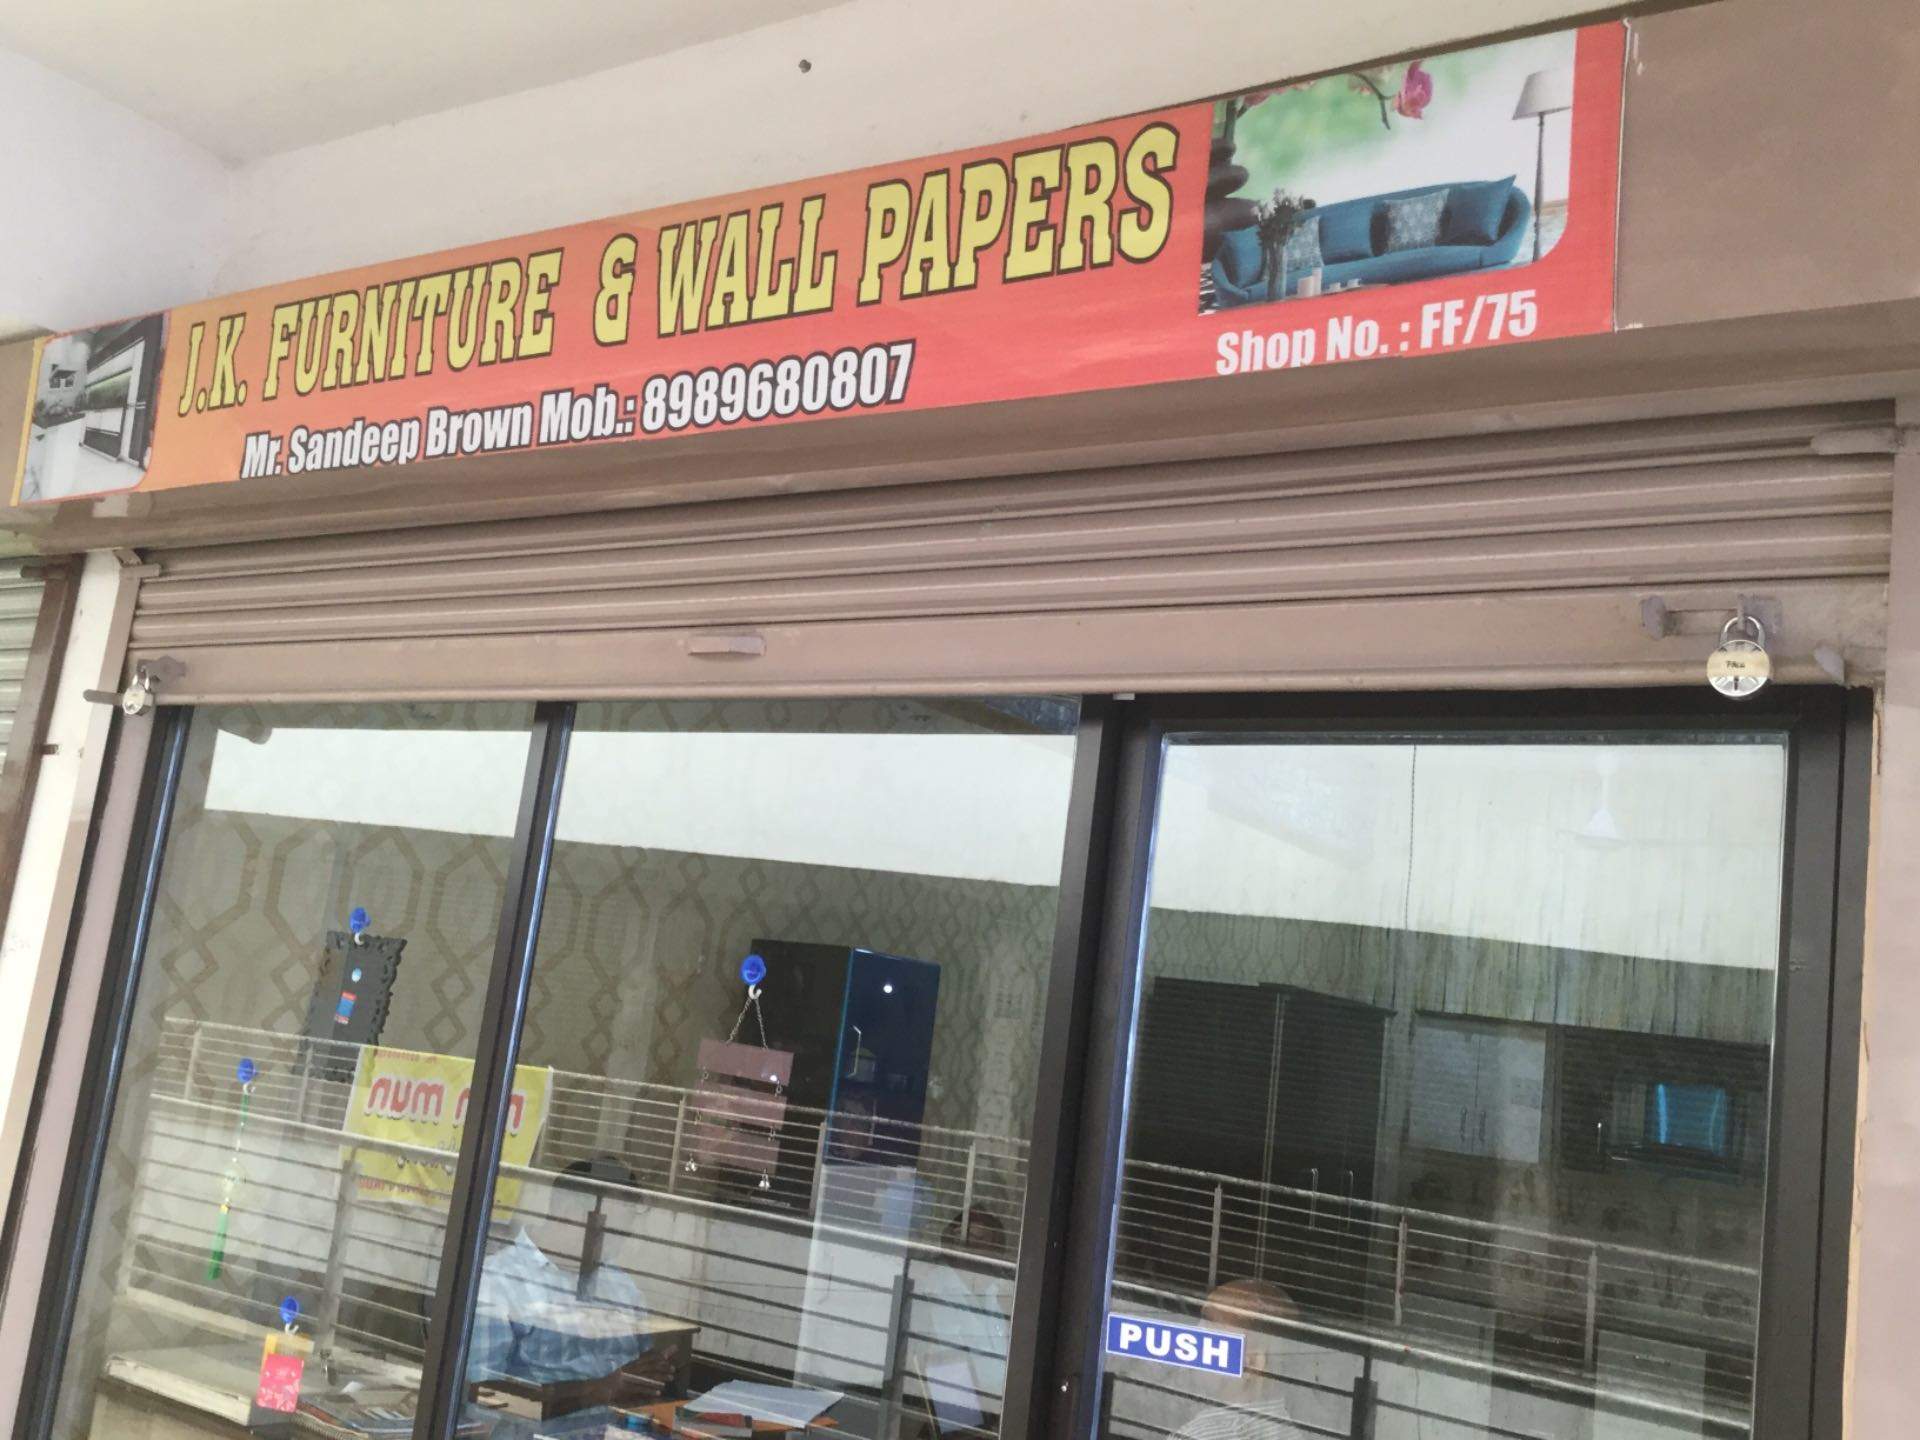 J.K. FURNITURE & WALL PAPERS
Mr. Sandeep Brown Mob.: 8989680807
Shop No. : FF/75
PUSH